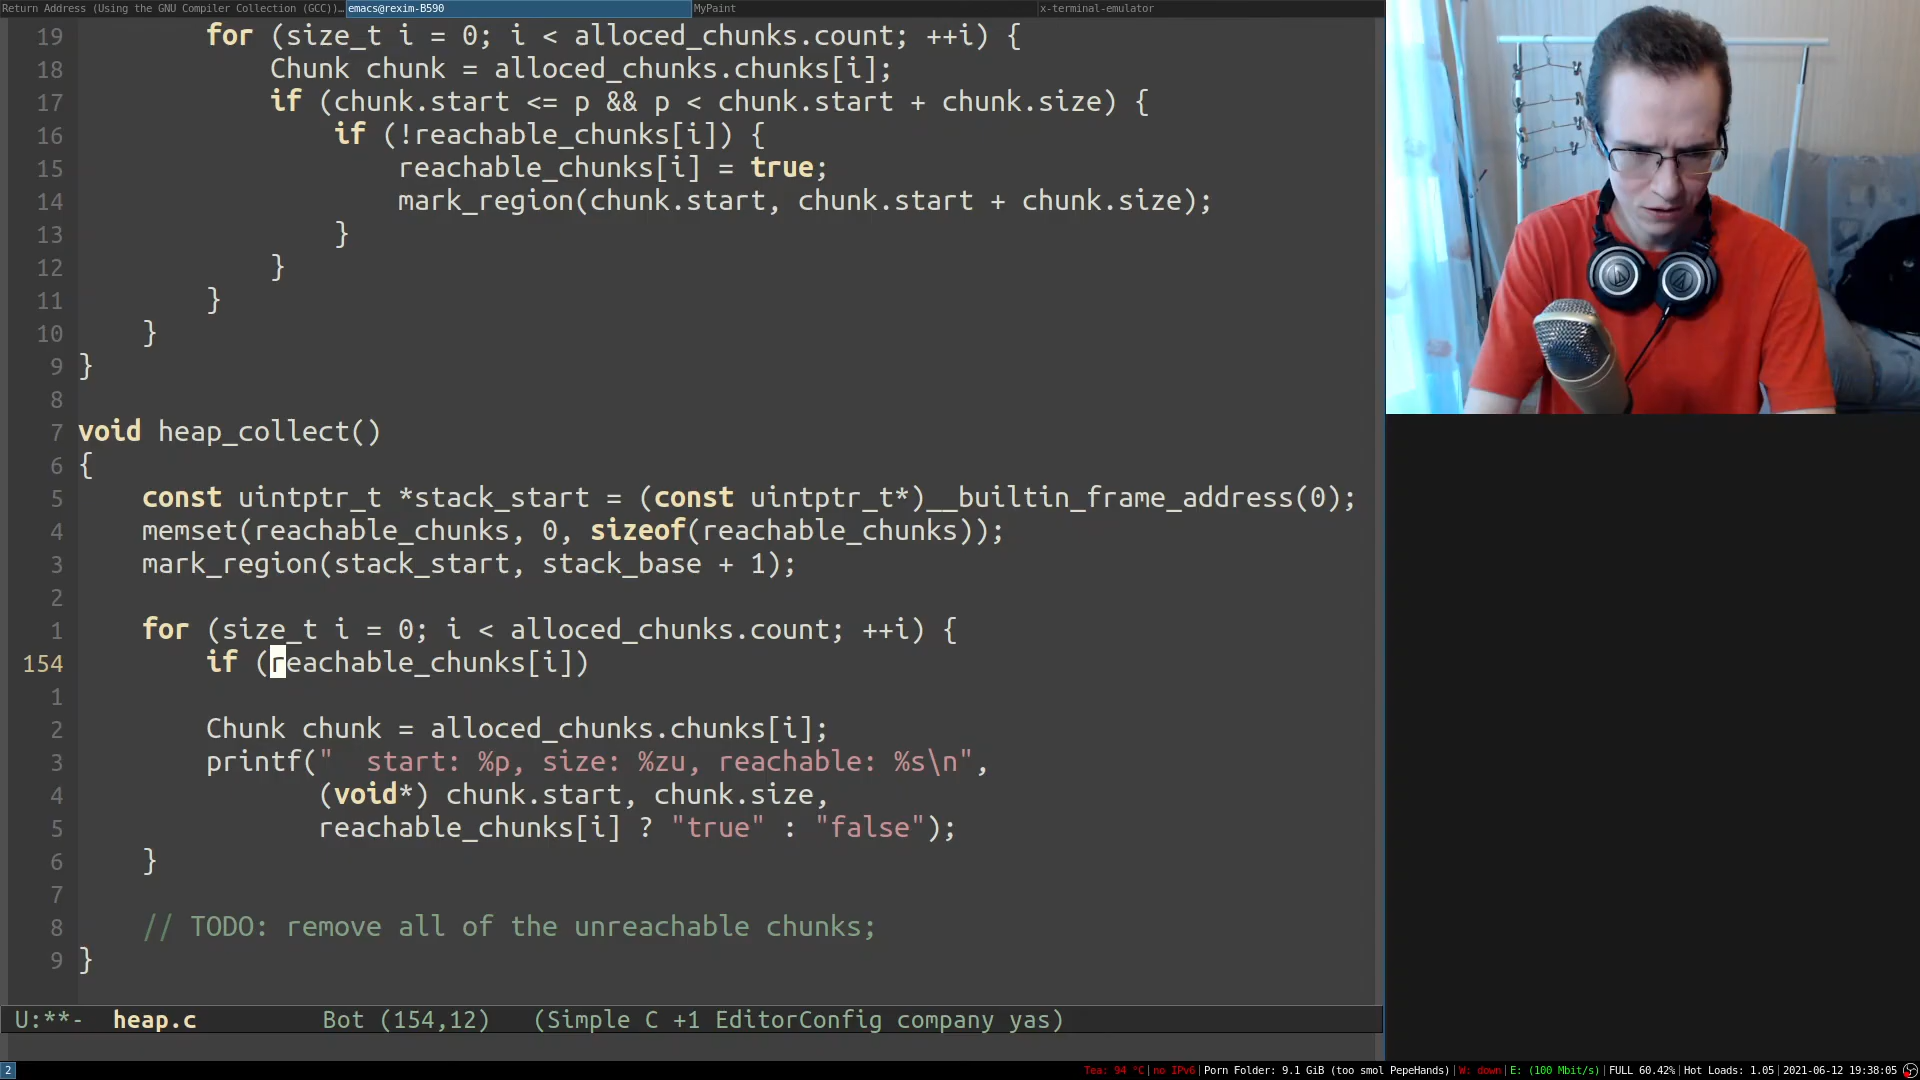 Return Address (Using the GNU Compiler Collection (GCC))... emacs@rexim-B590 MyPaint x-terminal-emulator
19 for (size_t i = 0; i < alloced_chunks.count; ++i) {
18 Chunk chunk = alloced_chunks.chunks[i];
17 if (chunk.start <= p && p < chunk.start + chunk.size) {
16 if (!reachable_chunks[i]) {
15 reachable_chunks[i] = true;
14 mark_region(chunk.start, chunk.start + chunk.size);
13 }
12 }
11 }
10 }
9 }
8
7 void heap_collect()
6 {
5 const uintptr_t *stack_start = (const uintptr_t*)__builtin_frame_address(0);
4 memset(reachable_chunks, 0, sizeof(reachable_chunks));
3 mark_region(stack_start, stack_base + 1);
2
1 for (size_t i = 0; i < alloced_chunks.count; ++i) {
154 if (reachable_chunks[i])
1
2 Chunk chunk = alloced_chunks.chunks[i];
3 printf("  start: %p, size: %zu, reachable: %s\n",
4 (void*) chunk.start, chunk.size,
5 reachable_chunks[i] ? "true" : "false");
6 }
7
8 // TODO: remove all of the unreachable chunks;
9 }
U:**- heap.c Bot (154,12) (Simple C +1 EditorConfig company yas)
2 Tea: 94 °C|no IPv6|Porn Folder: 9.1 GiB (too smol PepeHands)|W: down|E: (100 Mbit/s)|FULL 60.42%|Hot Loads: 1.05|2021-06-12 19:38:05